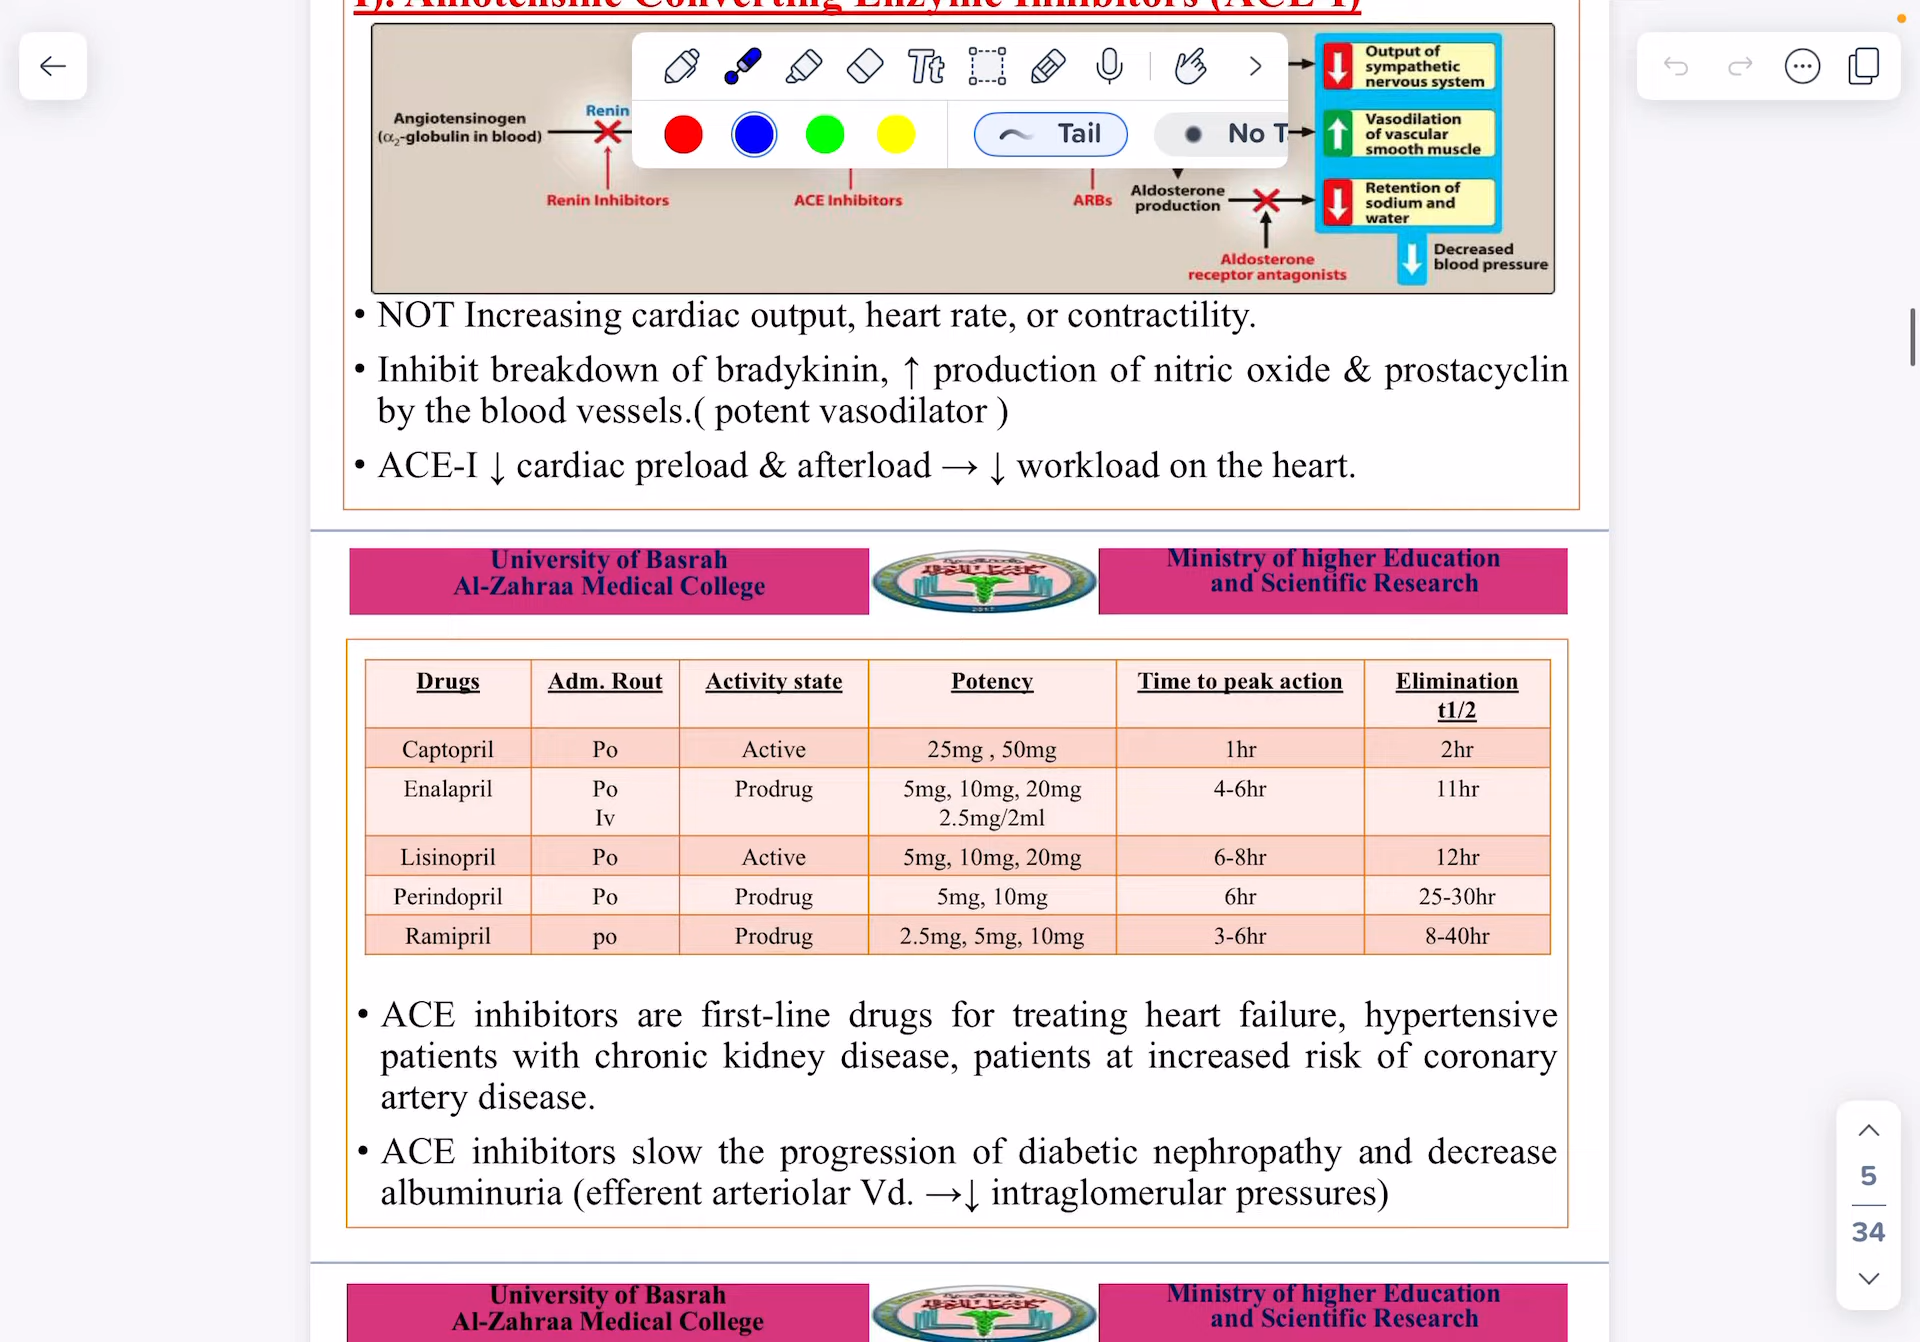 Renin
Angiotensinogen
(α₂-globulin in blood)
Renin Inhibitors
ACE Inhibitors
ARBs
Aldosterone
production
Aldosterone
receptor antagonists
Output of
sympathetic
nervous system
Vasodilation
of vascular
smooth muscle
Retention of
sodium and
water
Decreased
blood pressure
Tt
Tail
No T
• NOT Increasing cardiac output, heart rate, or contractility.
• Inhibit breakdown of bradykinin, ↑ production of nitric oxide & prostacyclin
by the blood vessels.( potent vasodilator )
• ACE-I ↓ cardiac preload & afterload → ↓ workload on the heart.
University of Basrah
Al-Zahraa Medical College
Ministry of higher Education
and Scientific Research
Drugs Adm. Rout Activity state Potency Time to peak action Elimination
t1/2
Captopril Po Active 25mg , 50mg 1hr 2hr
Enalapril Po Prodrug 5mg, 10mg, 20mg 4-6hr 11hr
Iv 2.5mg/2ml
Lisinopril Po Active 5mg, 10mg, 20mg 6-8hr 12hr
Perindopril Po Prodrug 5mg, 10mg 6hr 25-30hr
Ramipril po Prodrug 2.5mg, 5mg, 10mg 3-6hr 8-40hr
• ACE inhibitors are first-line drugs for treating heart failure, hypertensive
patients with chronic kidney disease, patients at increased risk of coronary
artery disease.
• ACE inhibitors slow the progression of diabetic nephropathy and decrease
albuminuria (efferent arteriolar Vd. →↓ intraglomerular pressures)
5
34
University of Basrah
Al-Zahraa Medical College
Ministry of higher Education
and Scientific Research